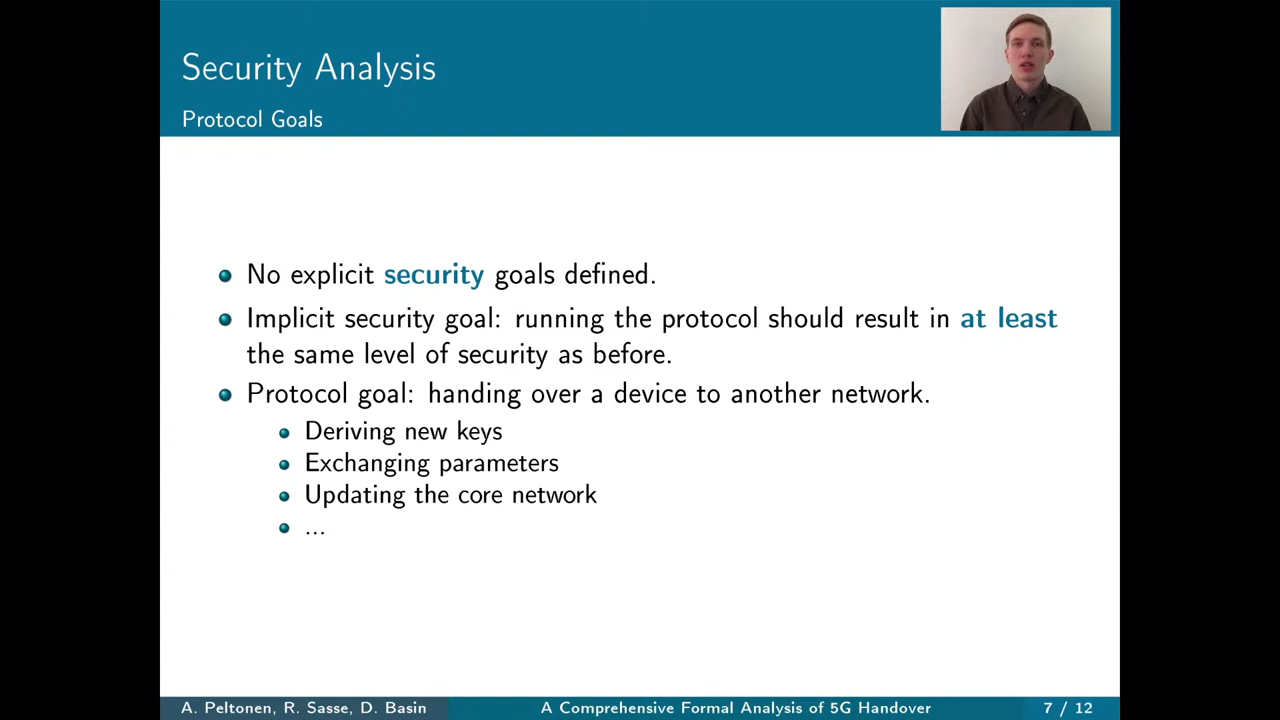 Security Analysis
Protocol Goals
No explicit security goals defined.
Implicit security goal: running the protocol should result in at least
the same level of security as before.
Protocol goal: handing over a device to another network.
Deriving new keys
Exchanging parameters
Updating the core network
...
A. Peltonen, R. Sasse, D. Basin A Comprehensive Formal Analysis of 5G Handover 7 / 12